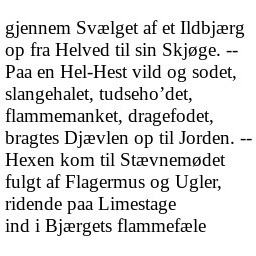 gjennem Svælget af et Ildbjærg
op fra Helved til sin Skjøge. --
Paa en Hel-Hest vild og sodet,
slangehalet, tudseho’det,
flammemanket, dragefodet,
bragtes Djævlen op til Jorden. --
Hexen kom til Stævnemødet
fulgt af Flagermus og Ugler,
ridende paa Limestage
ind i Bjærgets flammefæle